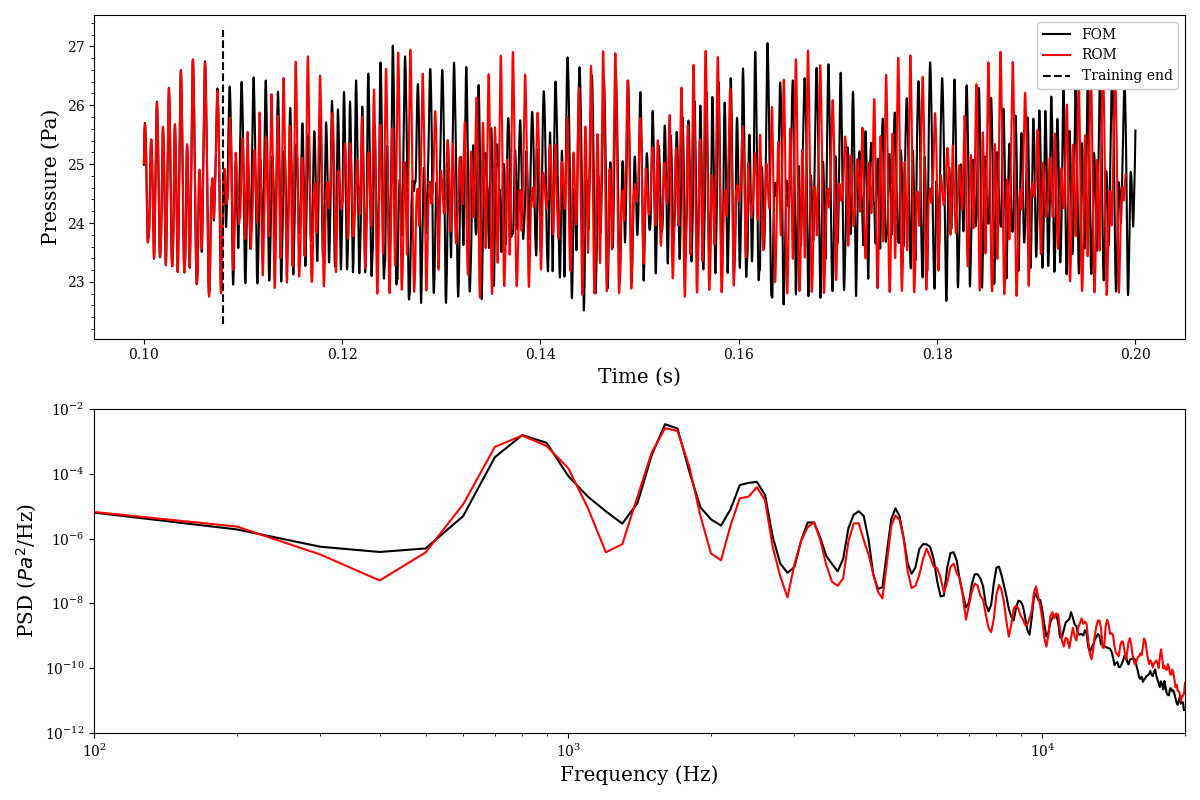 FOM
ROM
Training end
Pressure (Pa)
27
26
25
24
23
0.10 0.12 0.14 0.16 0.18 0.20
Time (s)
PSD (Pa²/Hz)
10⁻²
10⁻⁴
10⁻⁶
10⁻⁸
10⁻¹⁰
10⁻¹²
10² 10³ 10⁴
Frequency (Hz)